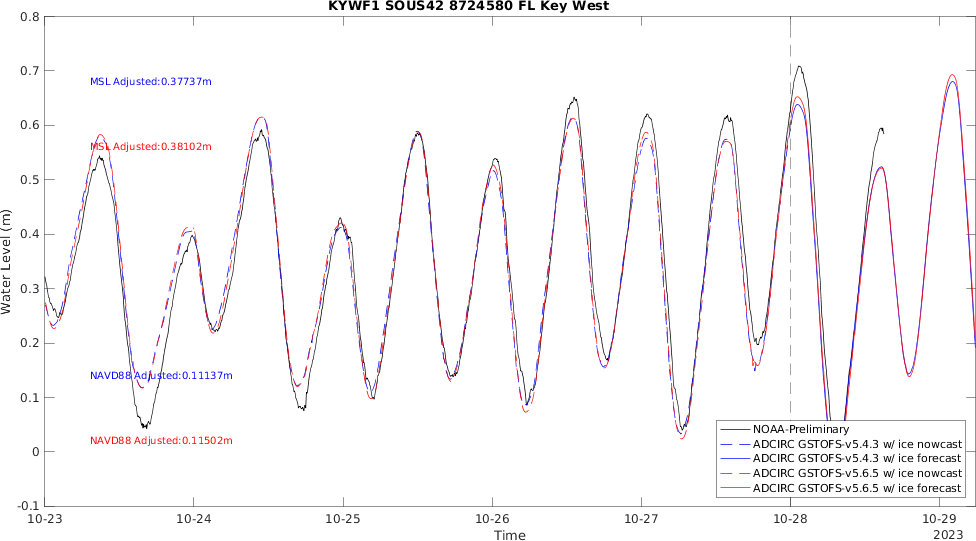 KYWF1 SOUS42 8724580 FL Key West
0.8
0.7
0.6
0.5
0.4
0.3
0.2
0.1
0
-0.1
Water Level (m)
MSL Adjusted:0.37737m
MSL Adjusted:0.38102m
NAVD88 Adjusted:0.11137m
NAVD88 Adjusted:0.11502m
NOAA-Preliminary
ADCIRC GSTOFS-v5.4.3 w/ ice nowcast
ADCIRC GSTOFS-v5.4.3 w/ ice forecast
ADCIRC GSTOFS-v5.6.5 w/ ice nowcast
ADCIRC GSTOFS-v5.6.5 w/ ice forecast
10-23 10-24 10-25 10-26 10-27 10-28 10-29
Time
2023